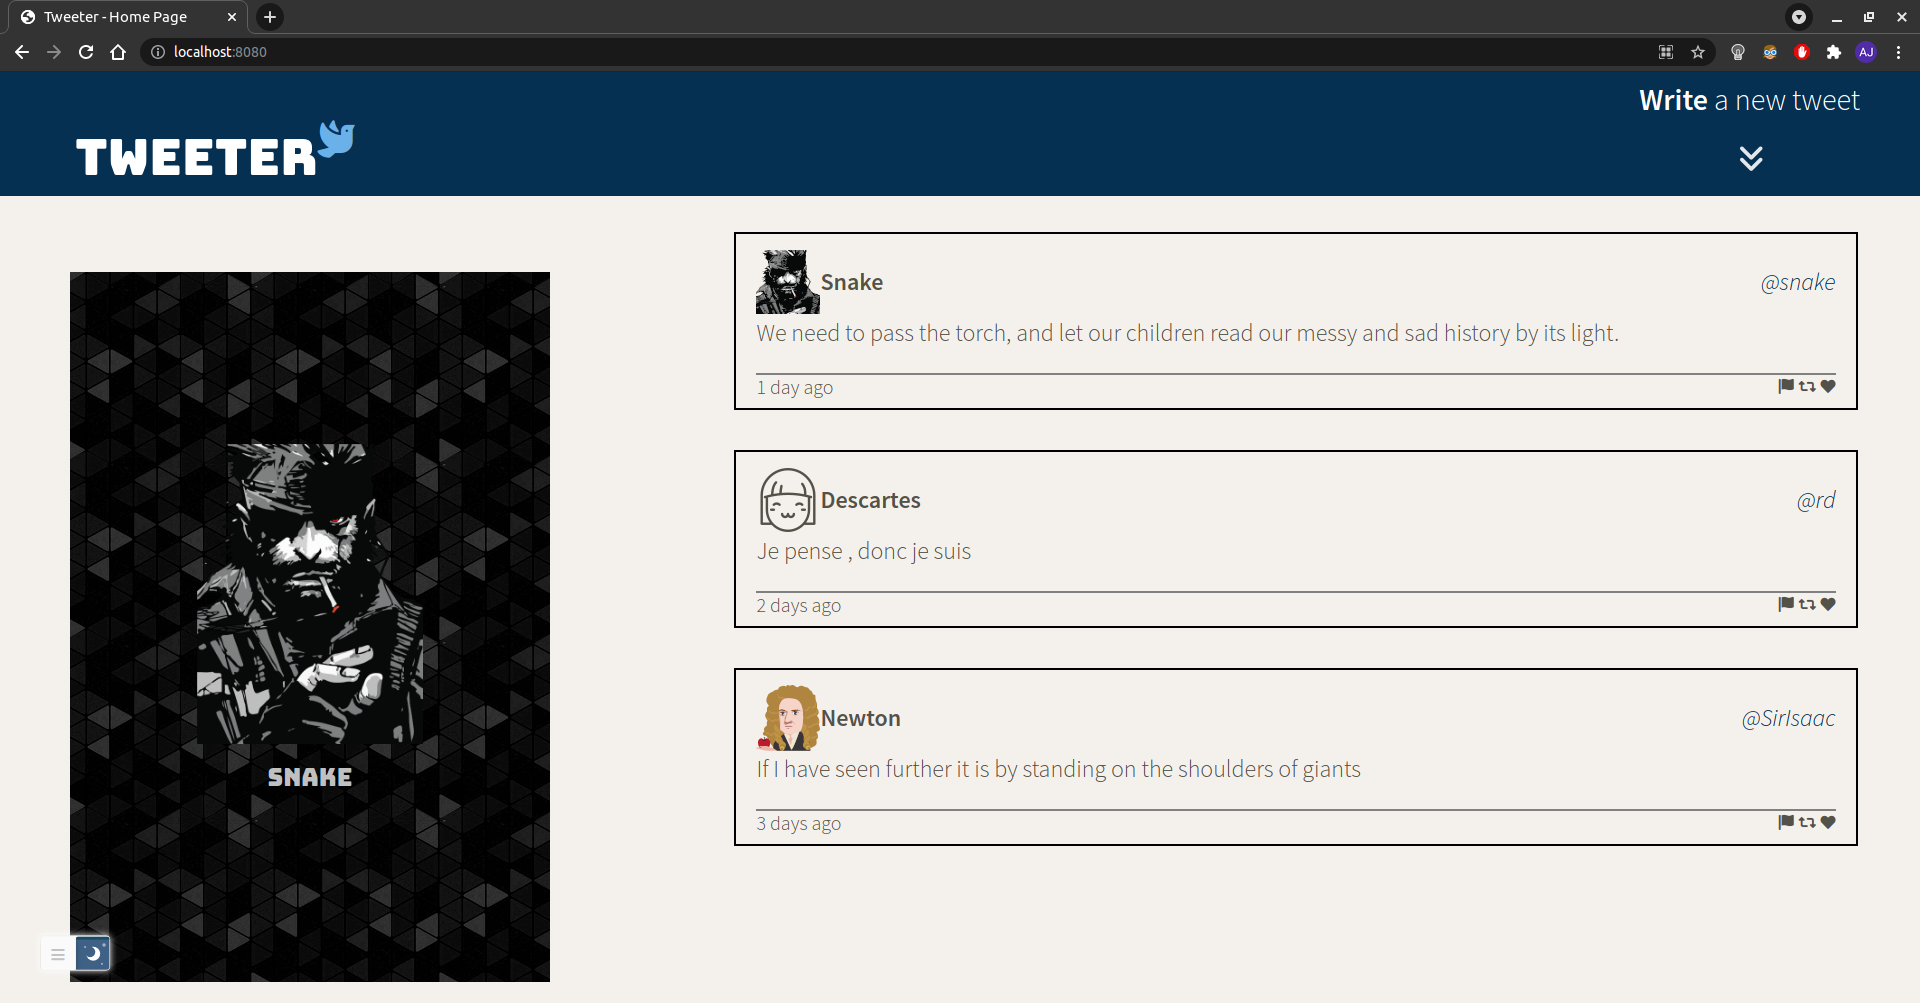 Tweeter - Home Page
localhost:8080
AJ
Write a new tweet
TWEETER
Snake
@snake
We need to pass the torch, and let our children read our messy and sad history by its light.
1 day ago
SNAKE
Descartes
@rd
Je pense , donc je suis
2 days ago
Newton
@SirIsaac
If I have seen further it is by standing on the shoulders of giants
3 days ago